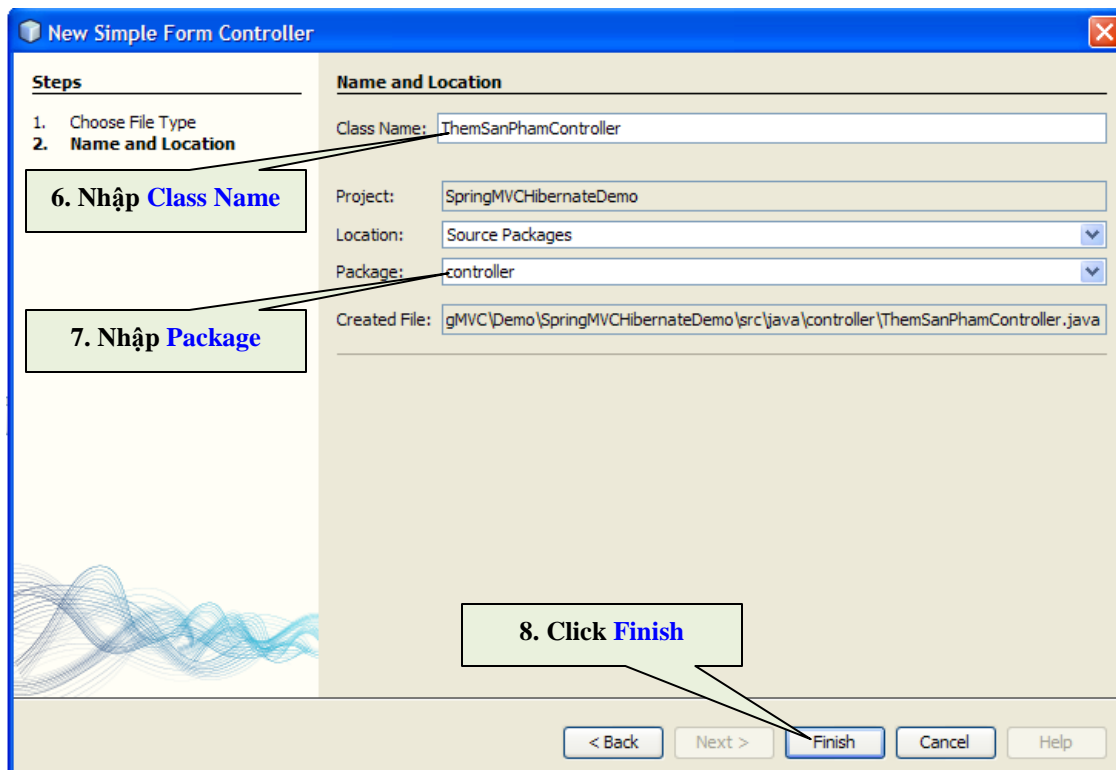 New Simple Form Controller
Steps
1. Choose File Type
2. Name and Location
Name and Location
Class Name: ThemSanPhamController
6. Nhập Class Name
Project: SpringMVCHibernateDemo
Location: Source Packages
Package: controller
7. Nhập Package
Created File: gMVC\Demo\SpringMVCHibernateDemo\src\java\controller\ThemSanPhamController.java
8. Click Finish
< Back Next > Finish Cancel Help